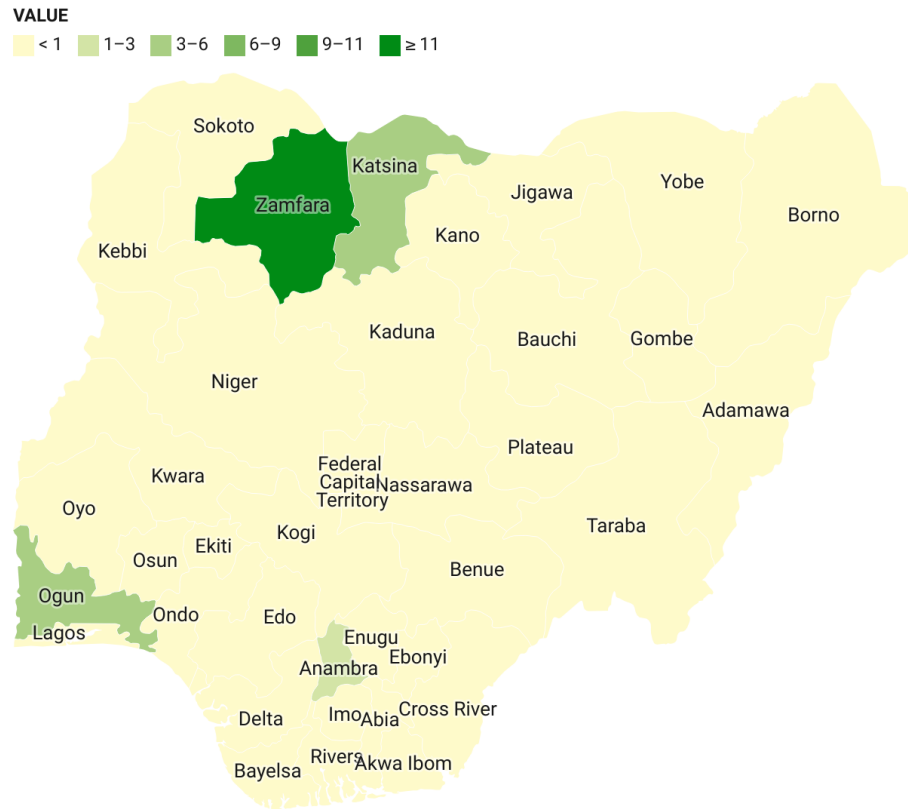 VALUE
< 1 1–3 3–6 6–9 9–11 ≥ 11
Sokoto
Katsina
Zamfara
Jigawa
Yobe
Borno
Kano
Kebbi
Kaduna
Bauchi
Gombe
Niger
Adamawa
Plateau
Federal
Capital
Territory
Nassarawa
Kwara
Oyo
Taraba
Kogi
Ekiti
Osun
Benue
Ogun
Ondo
Edo
Lagos
Enugu
Ebonyi
Anambra
Cross River
Imo
Abia
Delta
Rivers
Akwa Ibom
Bayelsa